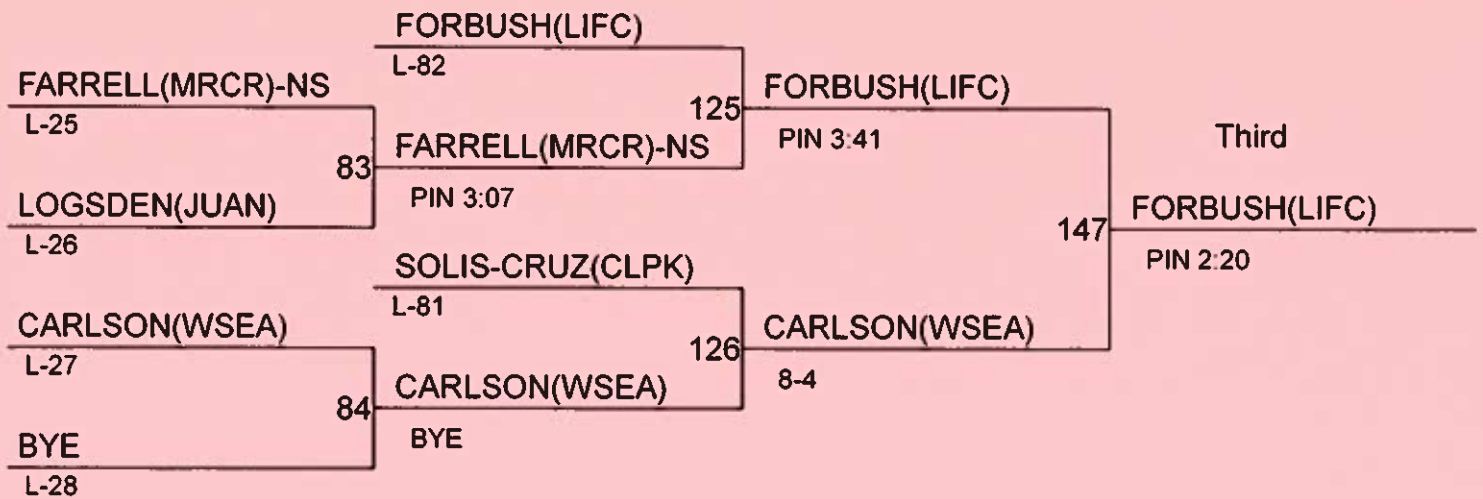 FORBUSH(LIFC)
L-82
FARRELL(MRCR)-NS
L-25
125
FORBUSH(LIFC)
PIN 3:41
Third
83
FARRELL(MRCR)-NS
PIN 3:07
LOGSDEN(JUAN)
L-26
147
FORBUSH(LIFC)
PIN 2:20
SOLIS-CRUZ(CLPK)
L-81
CARLSON(WSEA)
L-27
126
CARLSON(WSEA)
8-4
84
CARLSON(WSEA)
BYE
BYE
L-28